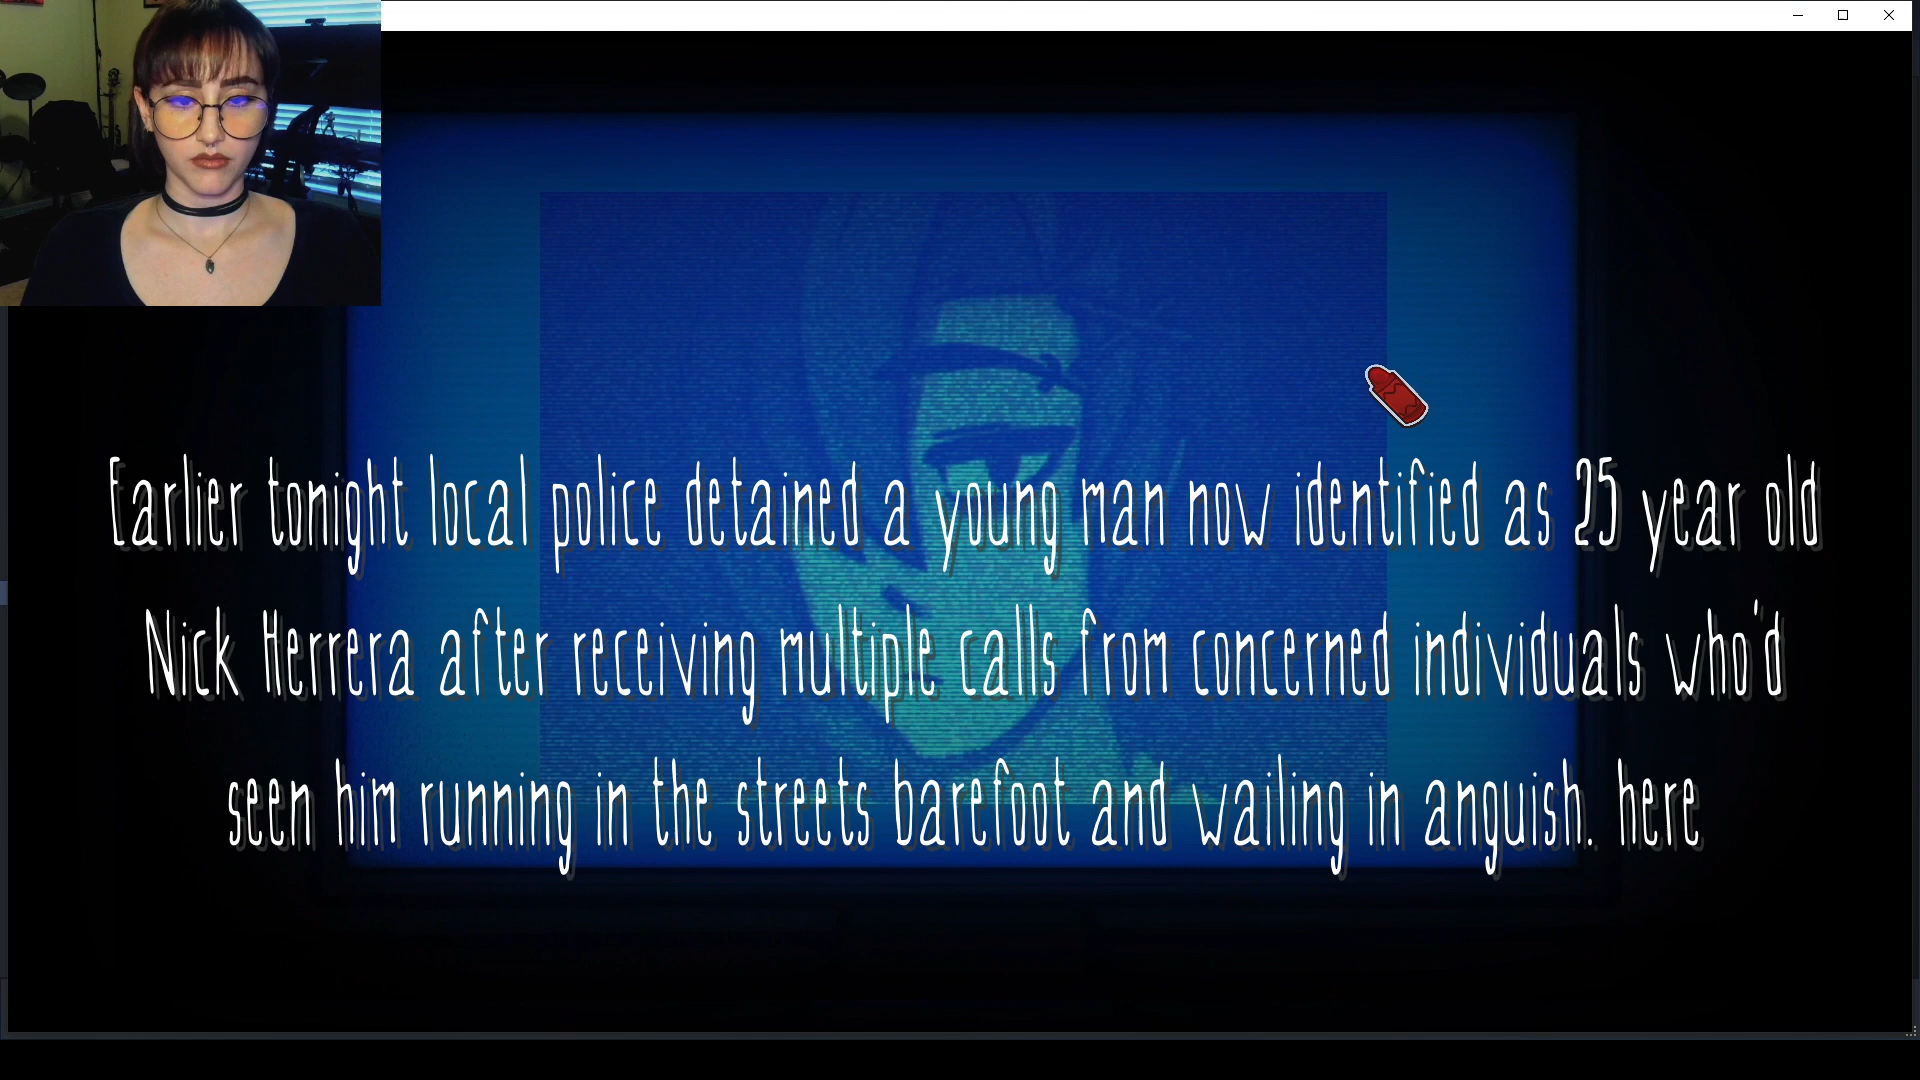 Earlier tonight local police detained a young man now identified as 25 year old
Nick Herrera after receiving multiple calls from concerned individuals who'd
seen him running in the streets barefoot and wailing in anguish. here